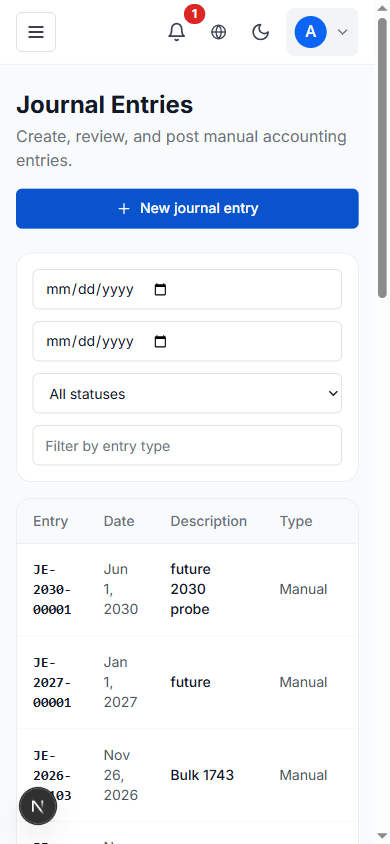 1
A
Journal Entries
Create, review, and post manual accounting
entries.
+ New journal entry
mm/dd/yyyy
mm/dd/yyyy
All statuses
Filter by entry type
Entry Date Description Type
JE-2030-00001 Jun 1, 2030 future 2030 probe Manual
JE-2027-00001 Jan 1, 2027 future Manual
JE-2026- Nov 26, 2026 Bulk 1743 Manual
N